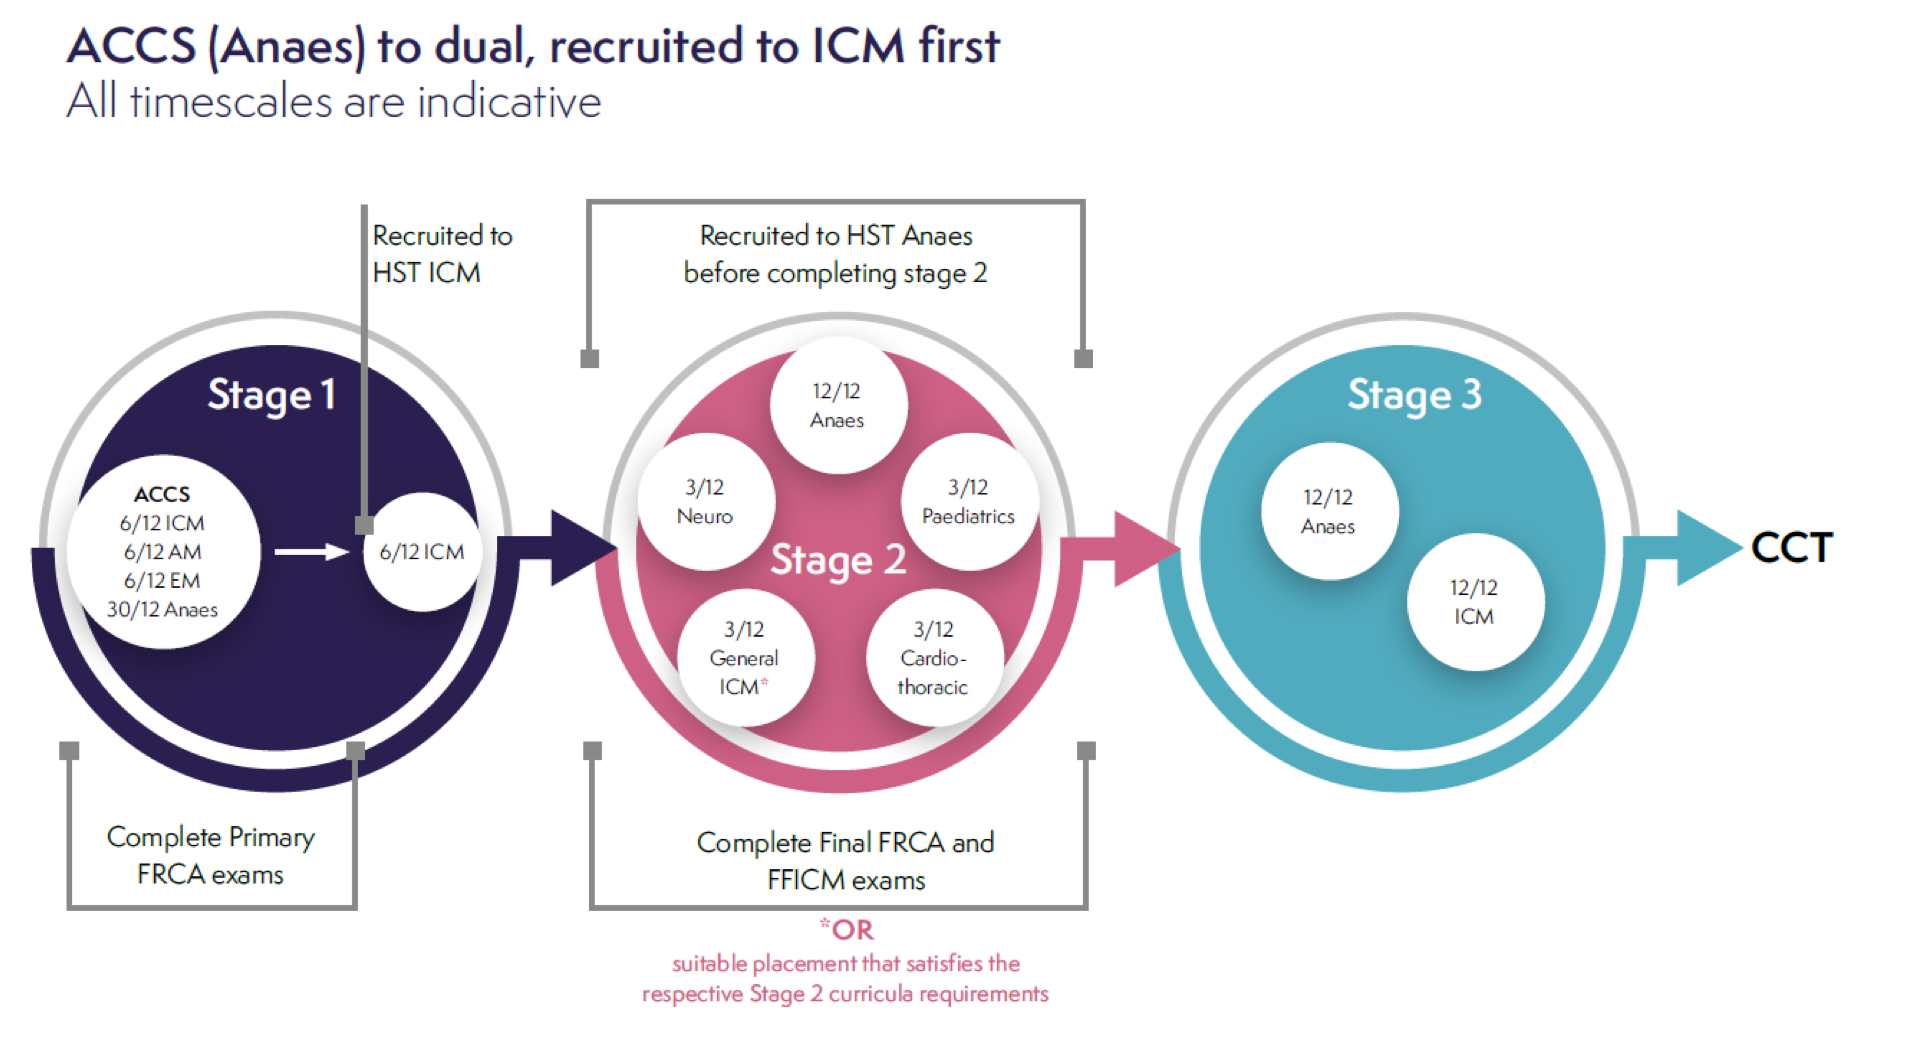 ACCS (Anaes) to dual, recruited to ICM first
All timescales are indicative
Recruited to
HST ICM
Recruited to HST Anaes
before completing stage 2
Stage 1
ACCS
6/12 ICM
6/12 AM
6/12 EM
30/12 Anaes
6/12 ICM
Complete Primary
FRCA exams
Stage 2
12/12
Anaes
3/12
Neuro
3/12
Paediatrics
3/12
General
ICM*
3/12
Cardio-
thoracic
Complete Final FRCA and
FFICM exams
*OR
suitable placement that satisfies the
respective Stage 2 curricula requirements
Stage 3
12/12
Anaes
12/12
ICM
CCT